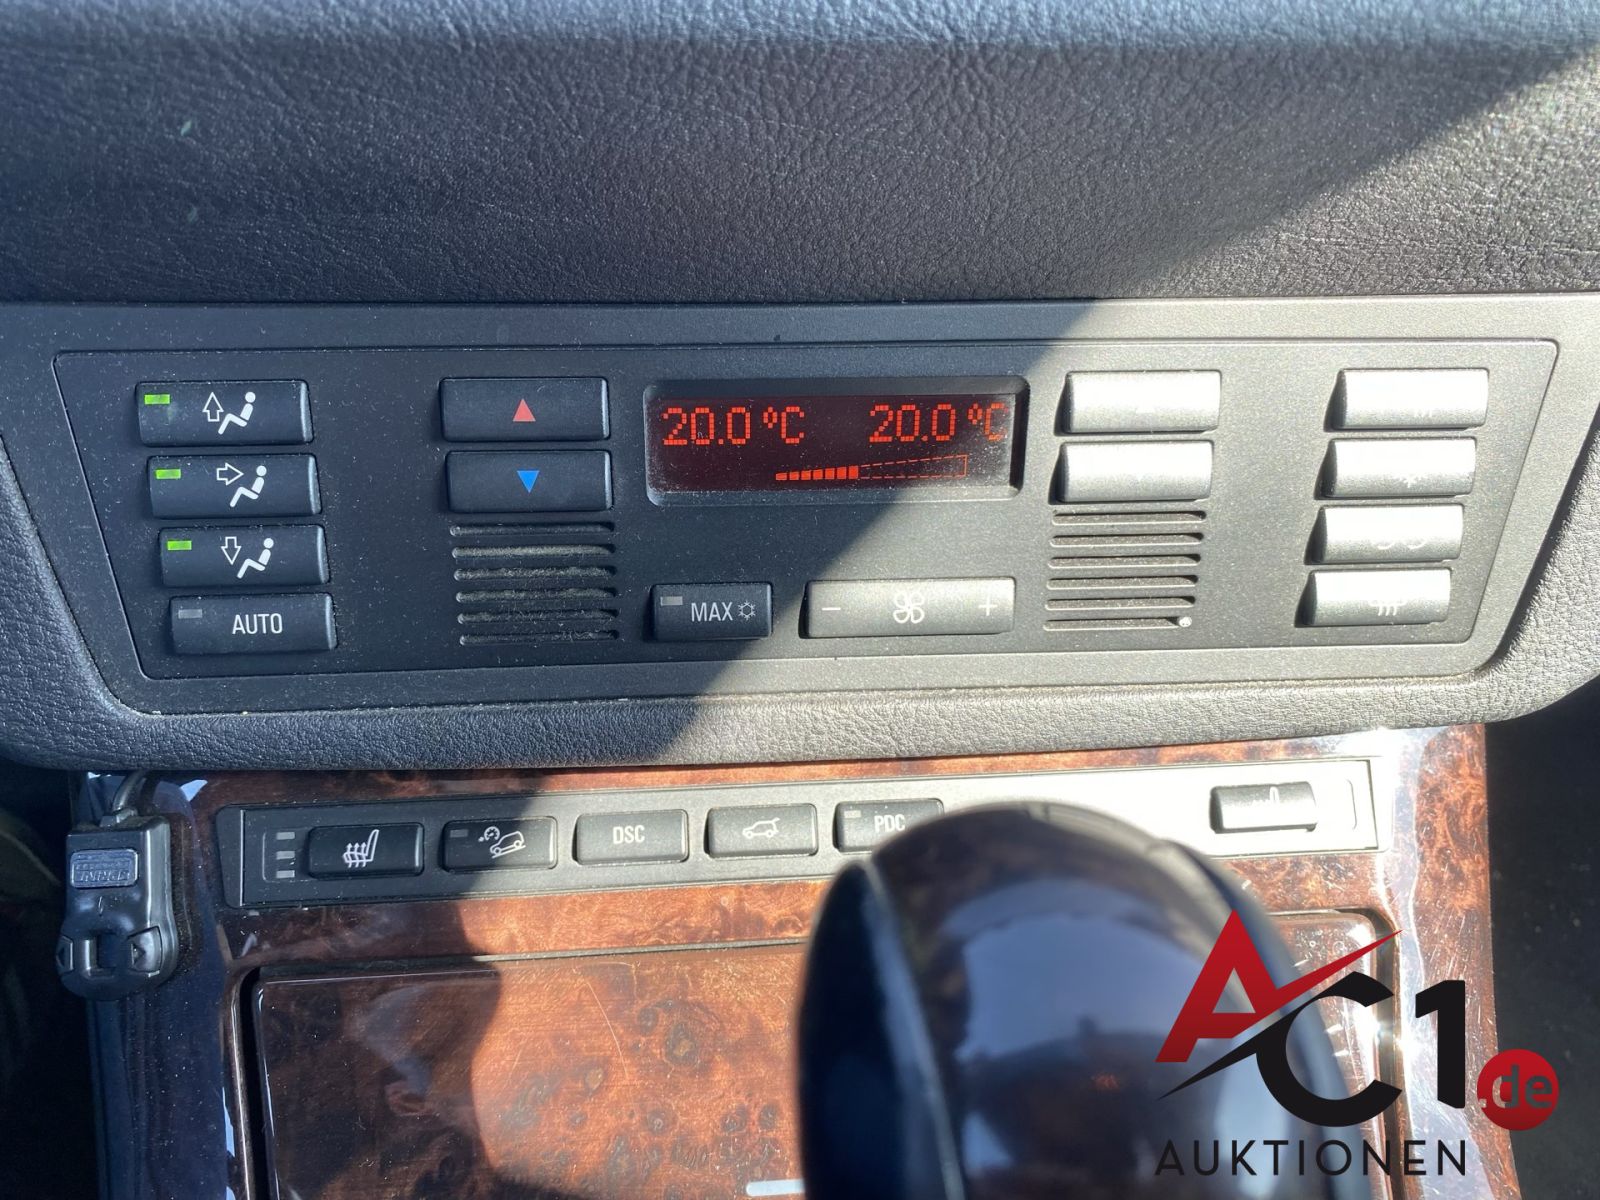 20.0 °C 20.0 °C
AUTO
MAX
- +
DSC
PDC
AC1.de
AUKTIONEN